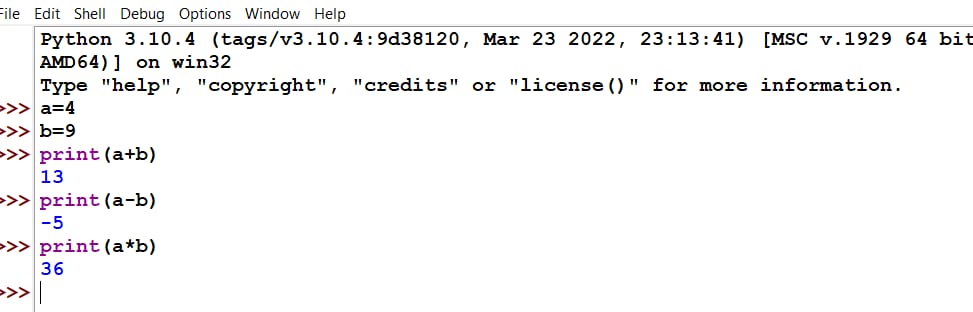 File Edit Shell Debug Options Window Help
Python 3.10.4 (tags/v3.10.4:9d38120, Mar 23 2022, 23:13:41) [MSC v.1929 64 bit
AMD64)] on win32
Type "help", "copyright", "credits" or "license()" for more information.
>>> a=4
>>> b=9
>>> print(a+b)
13
>>> print(a-b)
-5
>>> print(a*b)
36
>>>